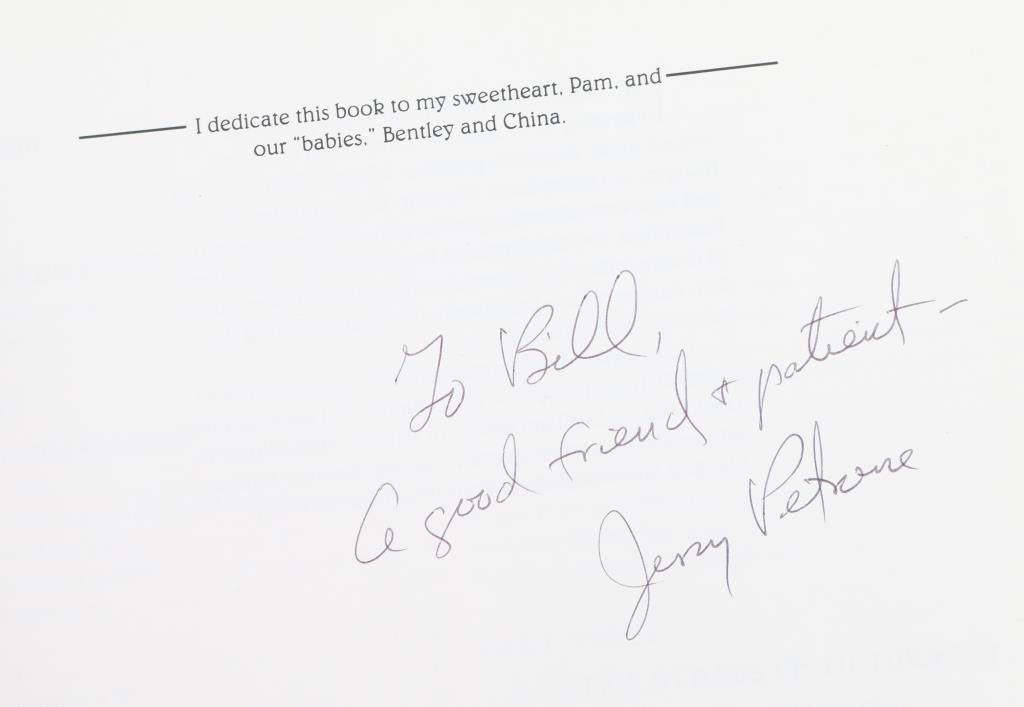 I dedicate this book to my sweetheart, Pam, and
our "babies," Bentley and China.
To Bill,
A good friend + patient –
Jerry Petrone